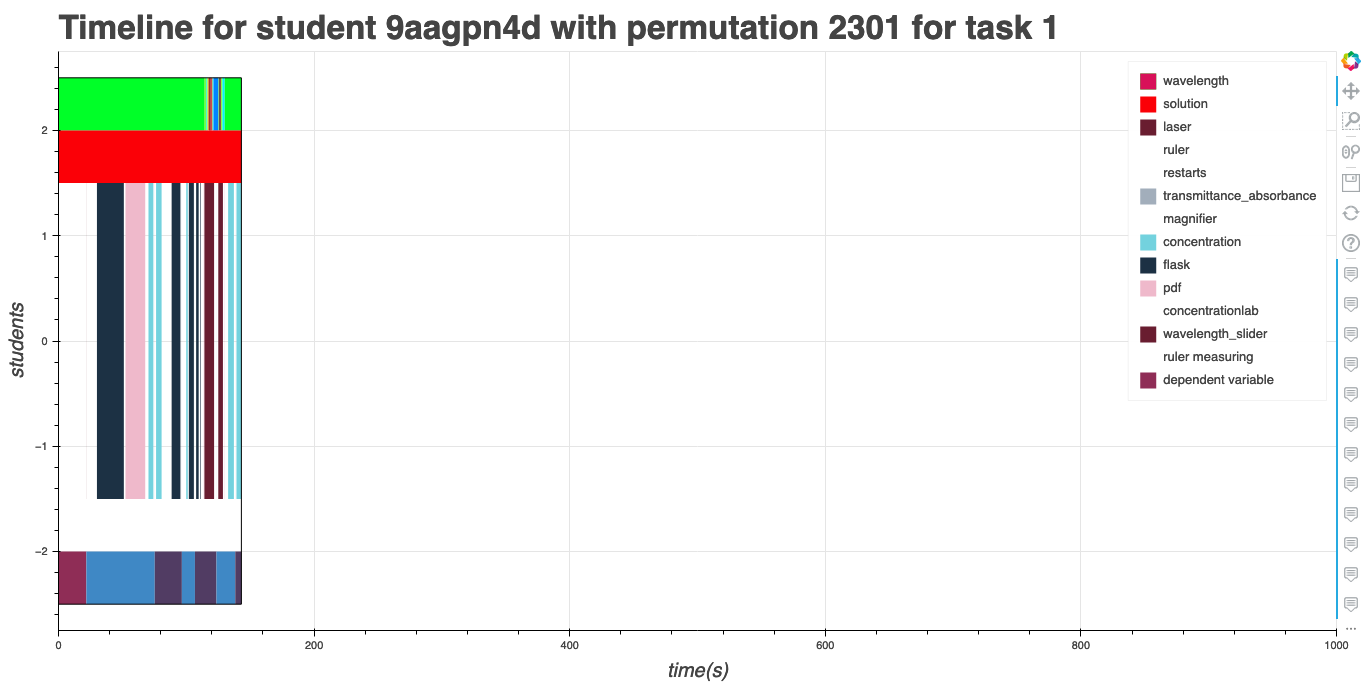 Timeline for student 9aagpn4d with permutation 2301 for task 1
wavelength
solution
laser
ruler
restarts
transmittance_absorbance
magnifier
concentration
flask
pdf
concentrationlab
wavelength_slider
ruler measuring
dependent variable
students
2
1
0
−1
−2
0 200 400 600 800 1000
time(s)